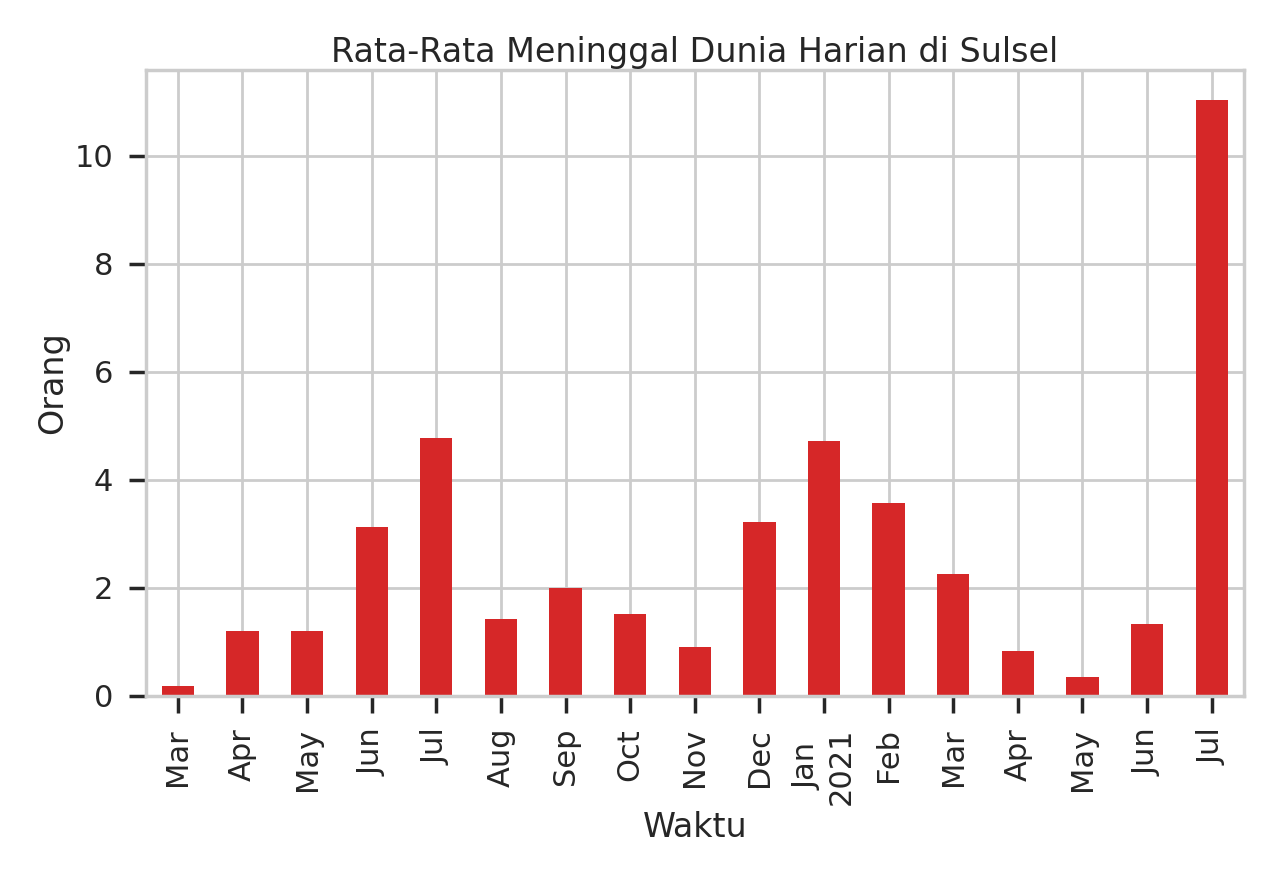 Rata-Rata Meninggal Dunia Harian di Sulsel
Orang
10
8
6
4
2
0
Mar
Apr
May
Jun
Jul
Aug
Sep
Oct
Nov
Dec
Jan
2021
Feb
Mar
Apr
May
Jun
Jul
Waktu